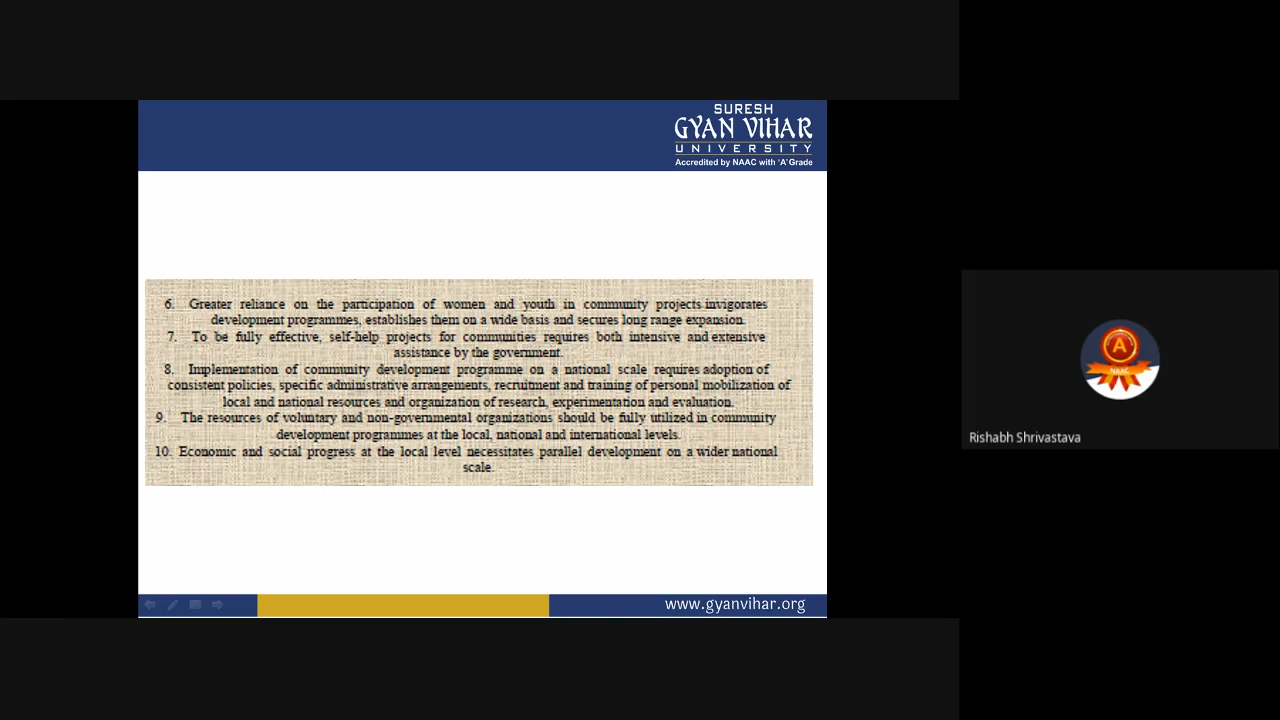 SURESH
GYAN VIHAR
UNIVERSITY
Accredited by NAAC with 'A' Grade
6. Greater reliance on the participation of women and youth in community projects invigorates
development programmes, establishes them on a wide basis and secures long range expansion.
7. To be fully effective, self-help projects for communities requires both intensive and extensive
assistance by the government.
8. Implementation of community development programme on a national scale requires adoption of
consistent policies, specific administrative arrangements, recruitment and training of personal mobilization of
local and national resources and organization of research, experimentation and evaluation.
9. The resources of voluntary and non-governmental organizations should be fully utilized in community
development programmes at the local, national and international levels.
10. Economic and social progress at the local level necessitates parallel development on a wider national
scale.
www.gyanvihar.org
A
NAAC
Rishabh Shrivastava